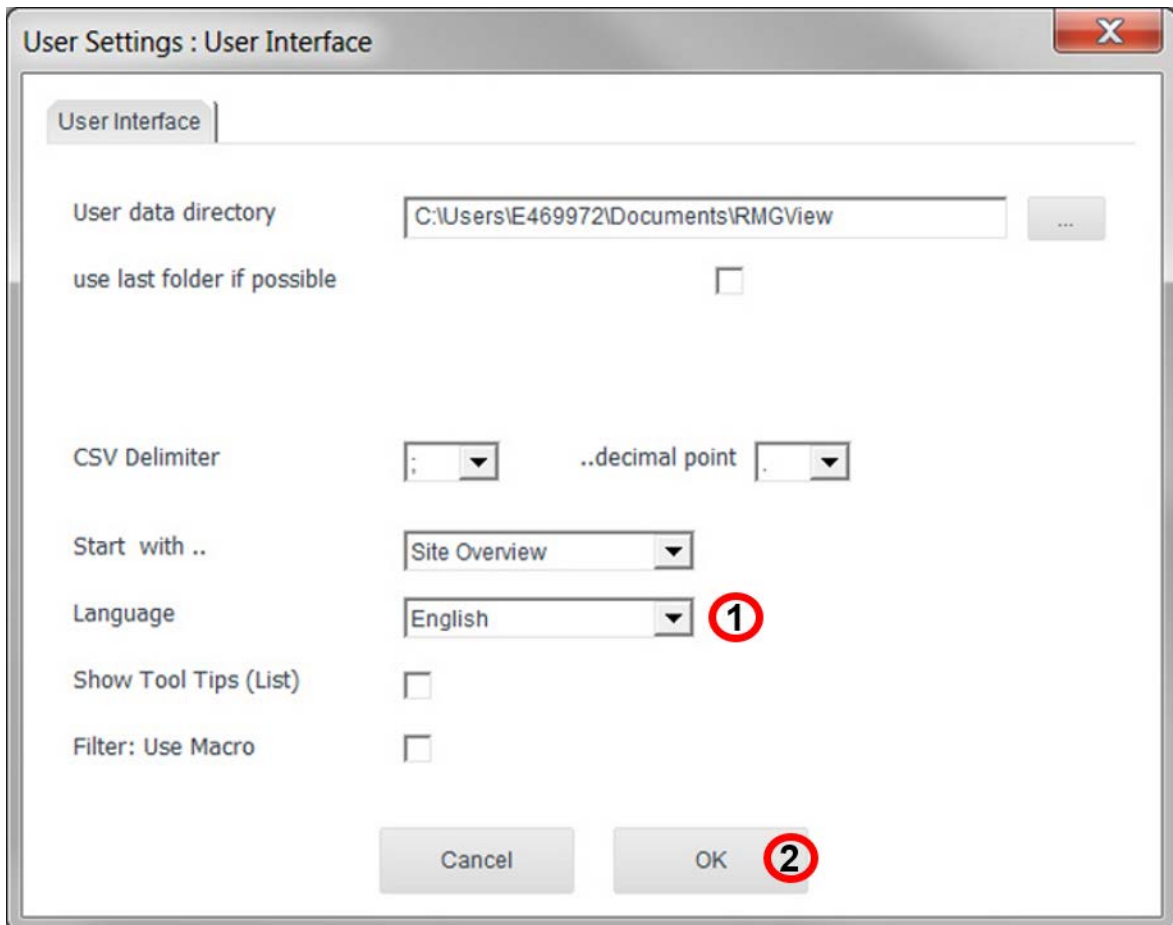 User Settings : User Interface
X
User Interface
User data directory C:\Users\E469972\Documents\RMGView ...
use last folder if possible
CSV Delimiter ; ..decimal point .
Start with .. Site Overview
Language English 1
Show Tool Tips (List)
Filter: Use Macro
Cancel OK 2